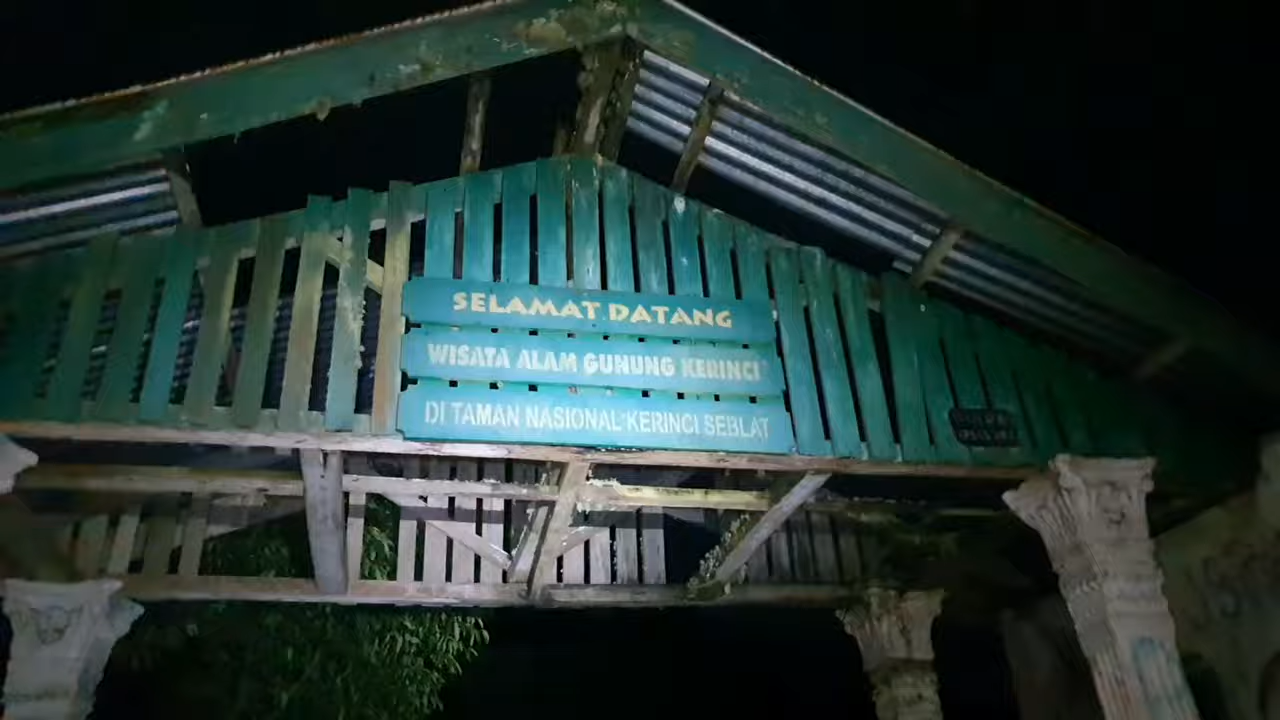 SELAMAT DATANG
WISATA ALAM GUNUNG KERINCI
DI TAMAN NASIONAL KERINCI SEBLAT